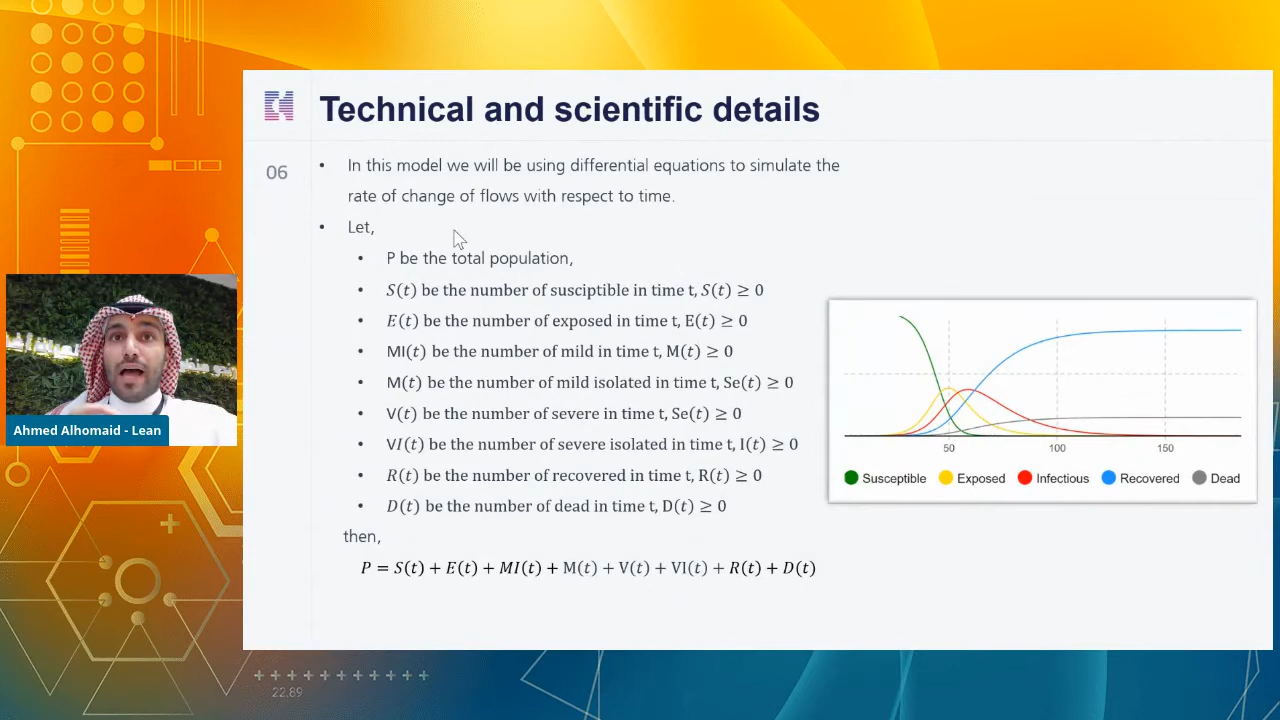 Technical and scientific details
06
• In this model we will be using differential equations to simulate the
rate of change of flows with respect to time.
• Let,
• P be the total population,
• S(t) be the number of susciptible in time t, S(t) ≥ 0
• E(t) be the number of exposed in time t, E(t) ≥ 0
• MI(t) be the number of mild in time t, M(t) ≥ 0
• M(t) be the number of mild isolated in time t, Se(t) ≥ 0
• V(t) be the number of severe in time t, Se(t) ≥ 0
• VI(t) be the number of severe isolated in time t, I(t) ≥ 0
• R(t) be the number of recovered in time t, R(t) ≥ 0
• D(t) be the number of dead in time t, D(t) ≥ 0
then,
P = S(t) + E(t) + MI(t) + M(t) + V(t) + VI(t) + R(t) + D(t)
50 100 150
Susceptible Exposed Infectious Recovered Dead
Ahmed Alhomaid - Lean
22,89